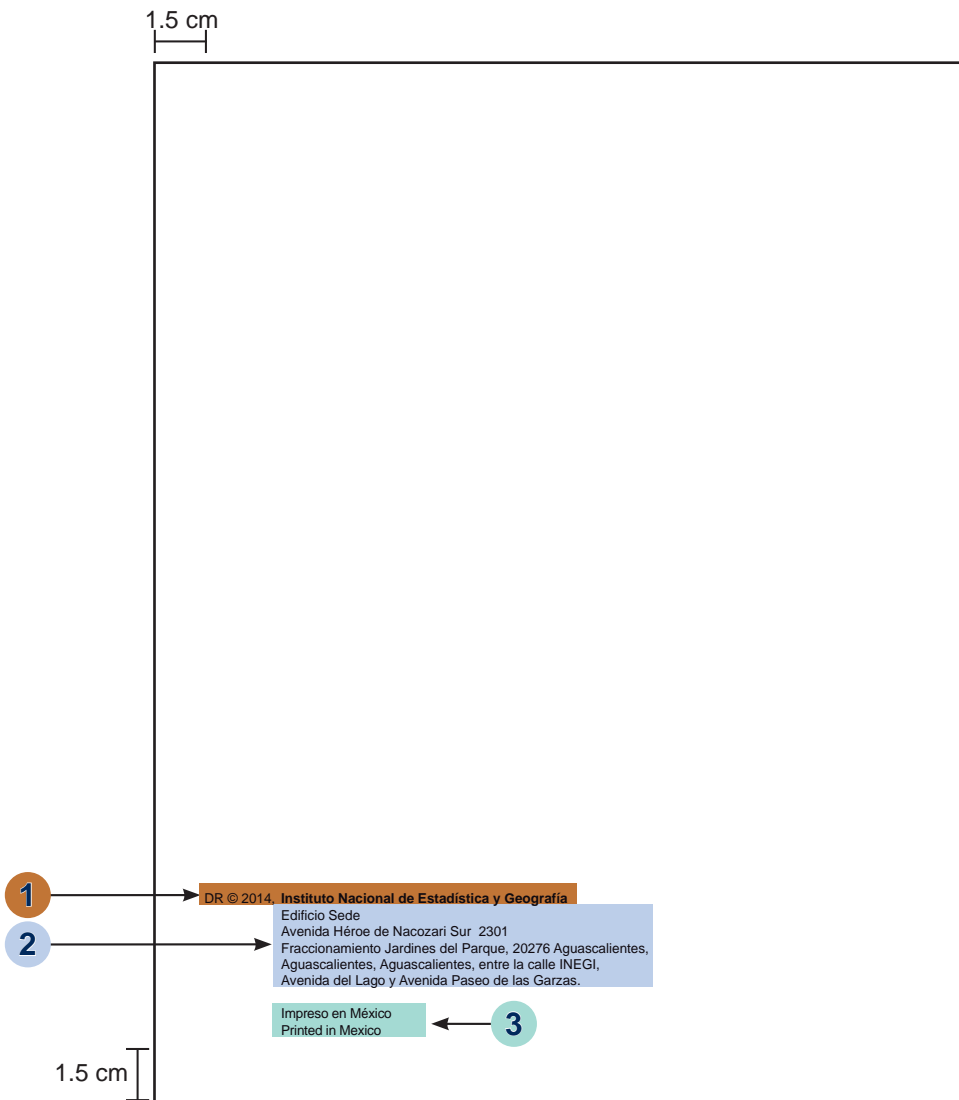 1.5 cm
1 DR © 2014, Instituto Nacional de Estadística y Geografía
Edificio Sede
Avenida Héroe de Nacozari Sur 2301
2 Fraccionamiento Jardines del Parque, 20276 Aguascalientes,
Aguascalientes, Aguascalientes, entre la calle INEGI,
Avenida del Lago y Avenida Paseo de las Garzas.
Impreso en México
Printed in Mexico
3
1.5 cm